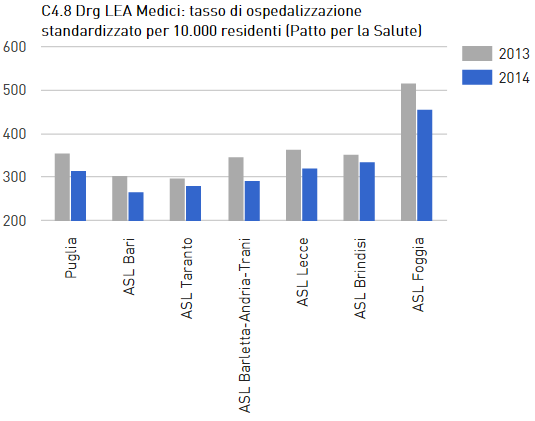 C4.8 Drg LEA Medici: tasso di ospedalizzazione
standardizzato per 10.000 residenti (Patto per la Salute)
600
500
400
300
200
2013
2014
Puglia
ASL Bari
ASL Taranto
ASL Barletta-Andria-Trani
ASL Lecce
ASL Brindisi
ASL Foggia